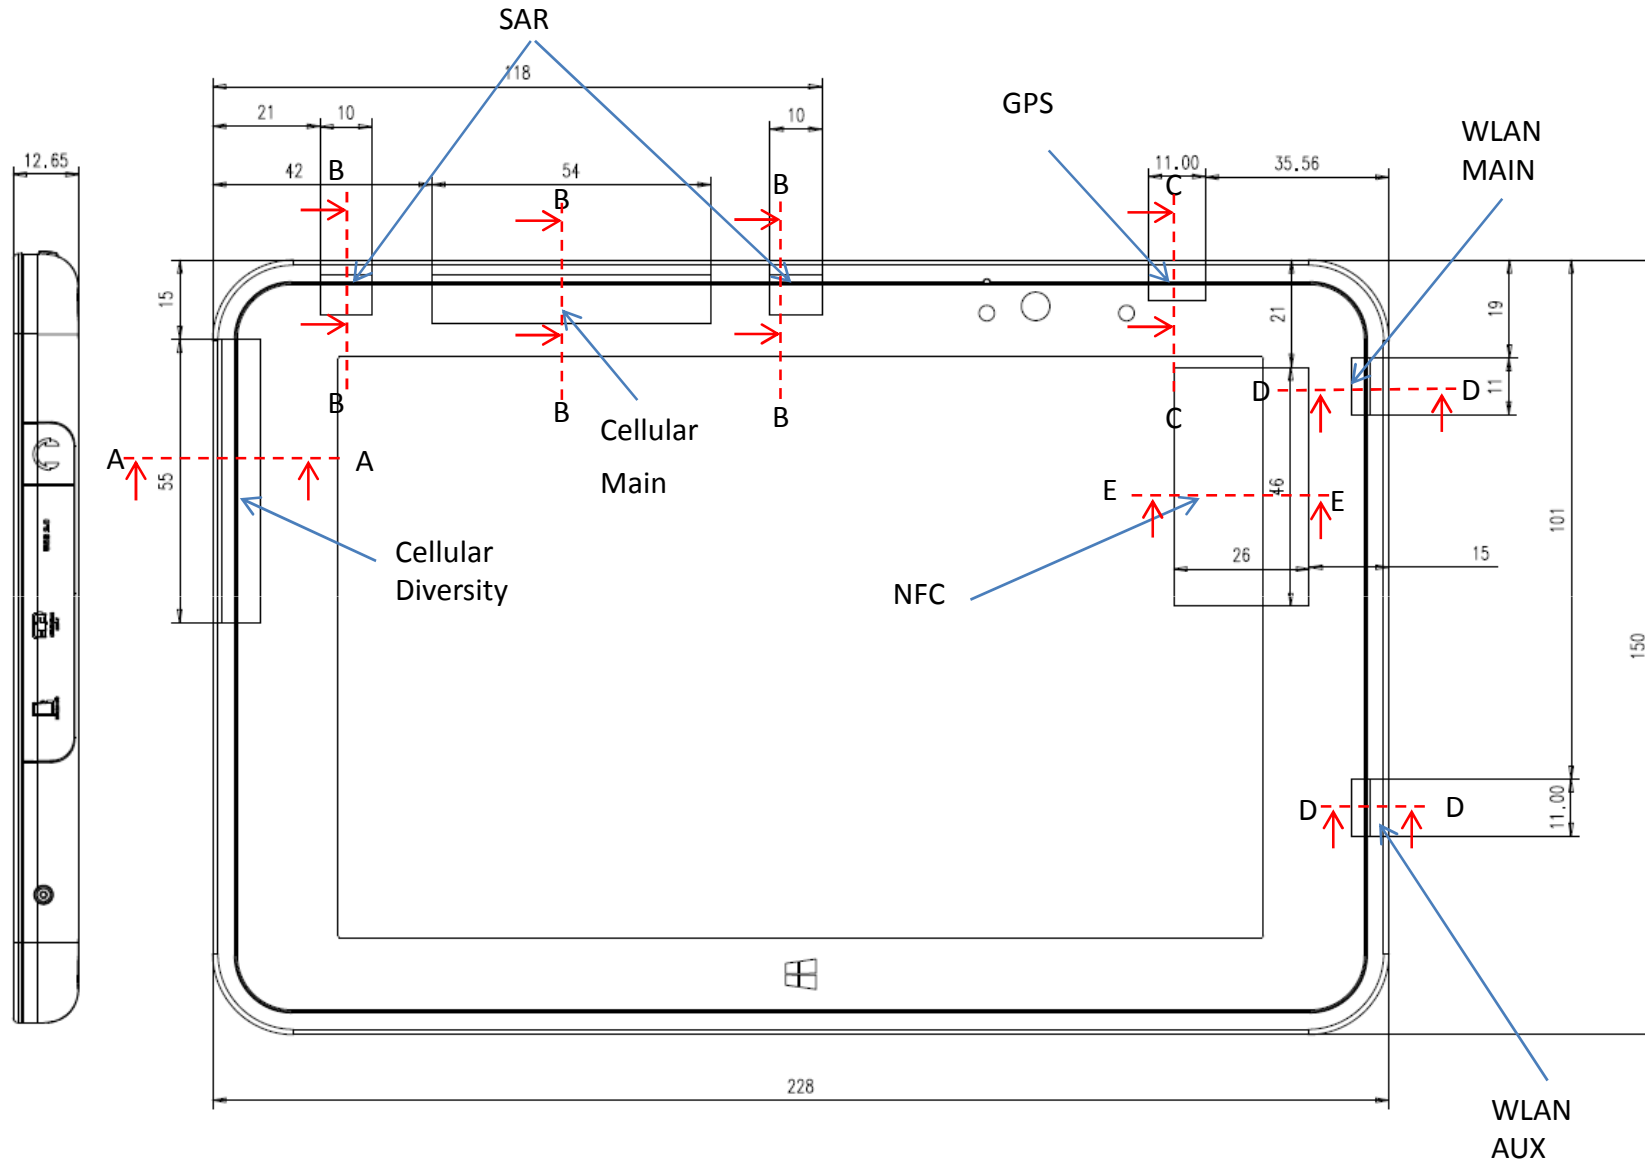 SAR
118
21
10
10
GPS
WLAN
MAIN
12.65
42
B
54
B
B
11.00
C
35.56
15
21
19
11
D
D
B
B
B
C
Cellular
Main
A
A
55
E
46
E
101
Cellular
Diversity
26
15
NFC
150
D
D
11.00
228
WLAN
AUX